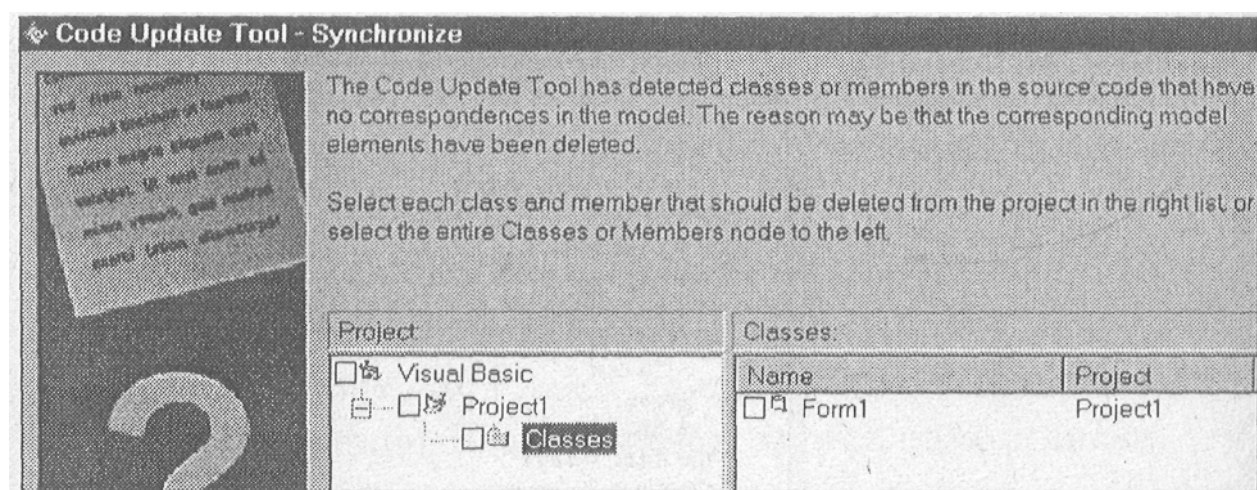 Code Update Tool - Synchronize
The Code Update Tool has detected classes or members in the source code that have
no correspondences in the model. The reason may be that the corresponding model
elements have been deleted.
Select each class and member that should be deleted from the project in the right list, or
select the entire Classes or Members node to the left.
Project:
Classes:
Visual Basic
Project1
Classes
Name Project
Form1 Project1